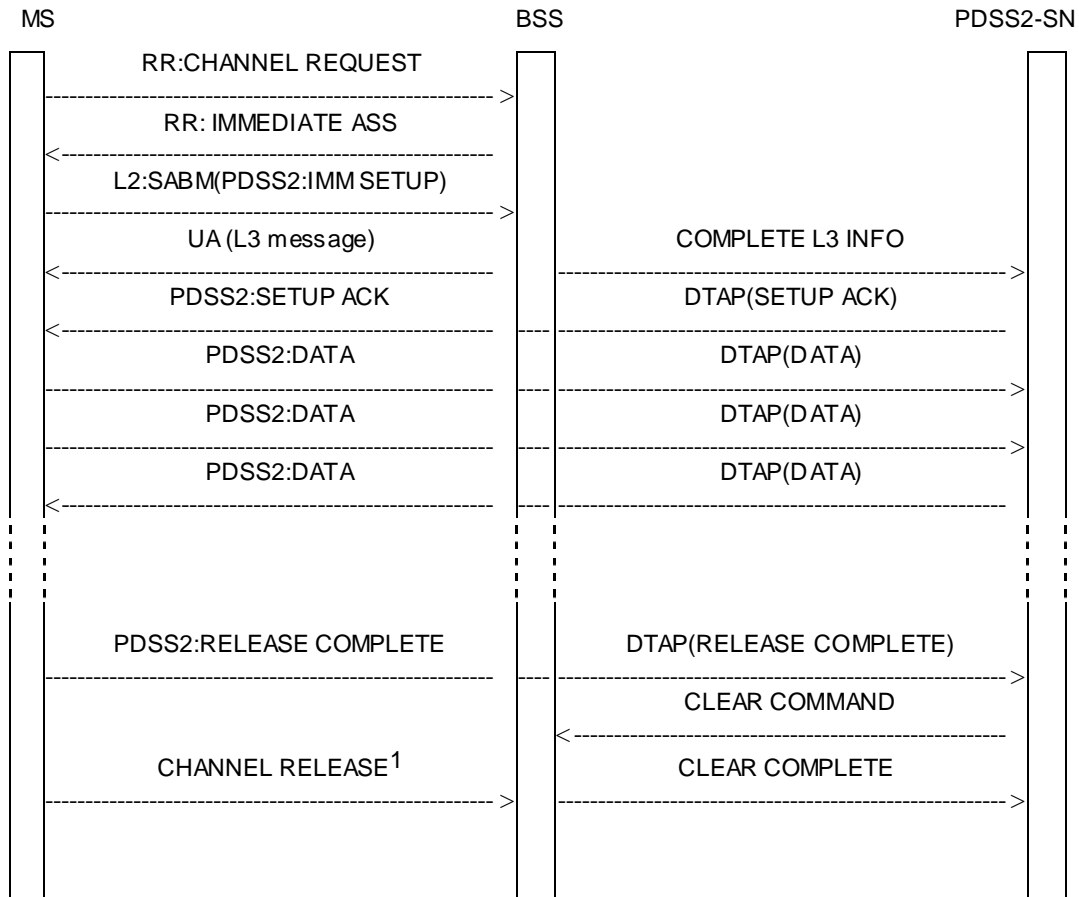 MS BSS PDSS2-SN
RR:CHANNEL REQUEST
RR: IMMEDIATE ASS
L2:SABM(PDSS2:IMM SETUP)
UA (L3 message) COMPLETE L3 INFO
PDSS2:SETUP ACK DTAP(SETUP ACK)
PDSS2:DATA DTAP(DATA)
PDSS2:DATA DTAP(DATA)
PDSS2:DATA DTAP(DATA)
PDSS2:RELEASE COMPLETE DTAP(RELEASE COMPLETE)
CLEAR COMMAND
CHANNEL RELEASE1 CLEAR COMPLETE